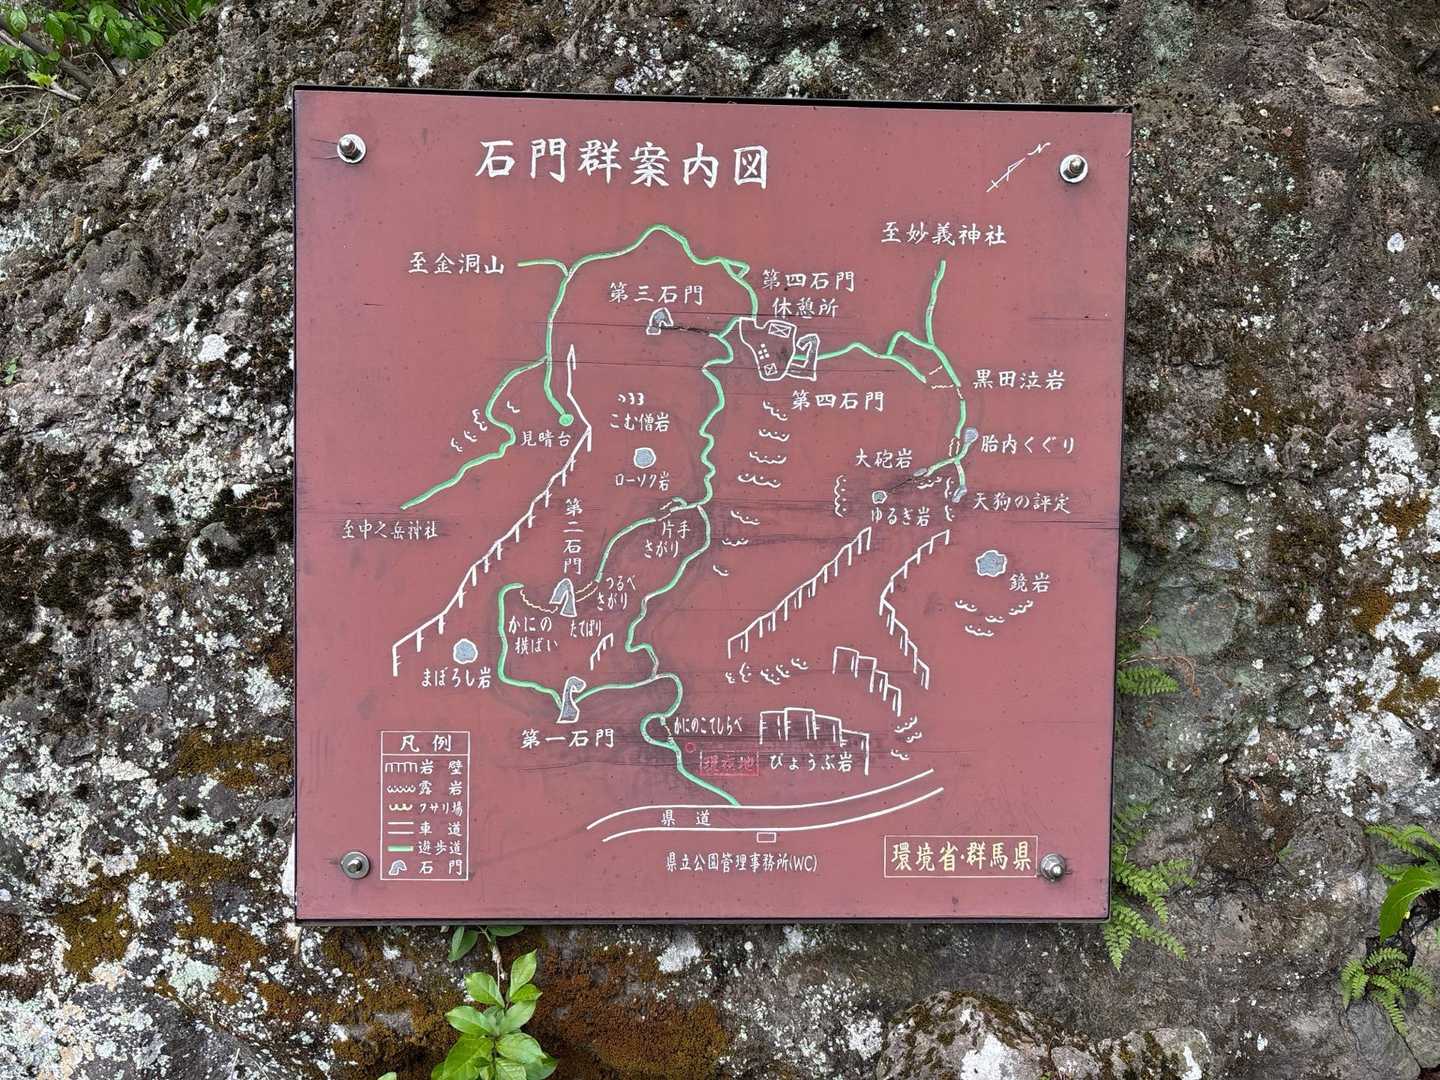 石門群案内図
至妙義神社
至金洞山
第四石門
休憩所
第三石門
黒田泣岩
第四石門
こむ僧岩
見晴台
胎内くぐり
大砲岩
ローソク岩
天狗の評定
ゆるぎ岩
至中之岳神社
第二石門
片手
さがり
鏡岩
つるべ
さがり
かにの
横ばい
たてばり
まぼろし岩
かにのこてしらべ
第一石門
現在地
びょうぶ岩
凡例
岩壁
露岩
クサリ場
車道
遊歩道
石門
県道
県立公園管理事務所(WC)
環境省・群馬県